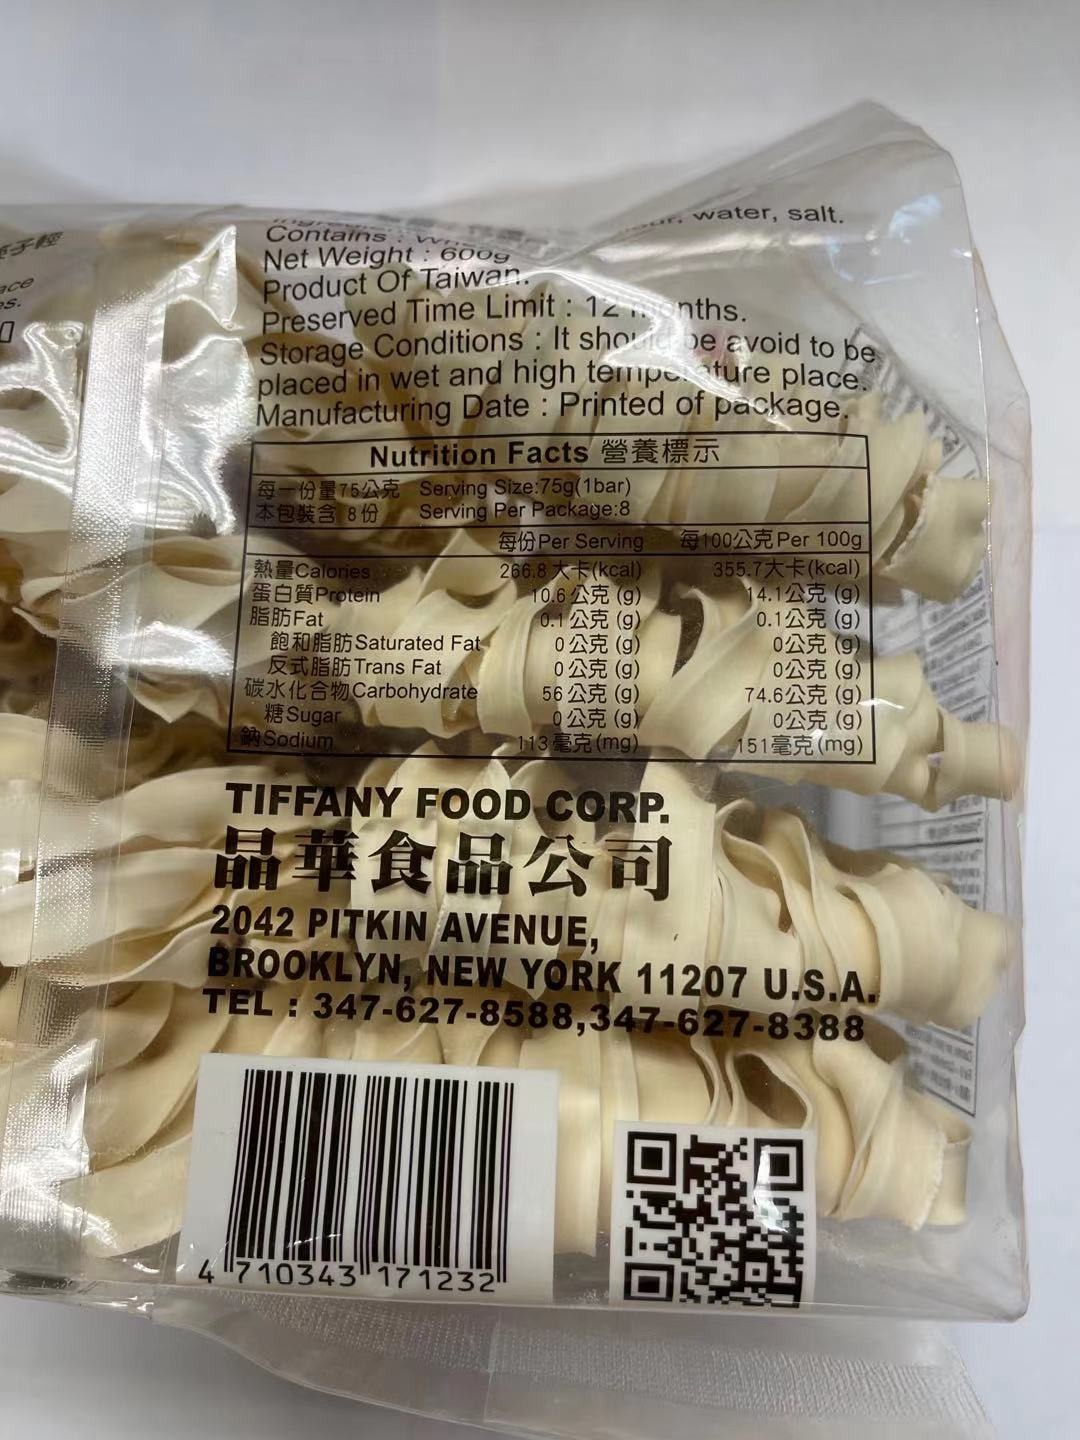 ace
es.
water, salt.
Contains :
Net Weight : 600g
Product Of Taiwan.
Preserved Time Limit : 12 months.
Storage Conditions : It should be avoid to be
placed in wet and high temperature place.
Manufacturing Date : Printed of package.
Nutrition Facts 營養標示
每一份量75公克 Serving Size:75g(1bar)
本包裝含 8份 Serving Per Package:8
每份Per Serving 每100公克Per 100g
熱量Calories 266.8大卡(kcal) 355.7大卡(kcal)
蛋白質Protein 10.6公克 (g) 14.1公克 (g)
脂肪Fat 0.1公克 (g) 0.1公克 (g)
飽和脂肪Saturated Fat 0公克 (g) 0公克 (g)
反式脂肪Trans Fat 0公克 (g) 0公克 (g)
碳水化合物Carbohydrate 56公克 (g) 74.6公克 (g)
糖Sugar 0公克 (g) 0公克 (g)
鈉Sodium 113毫克(mg) 151毫克(mg)
TIFFANY FOOD CORP.
晶華食品公司
2042 PITKIN AVENUE,
BROOKLYN, NEW YORK 11207 U.S.A.
TEL : 347-627-8588,347-627-8388
4 710343 171232